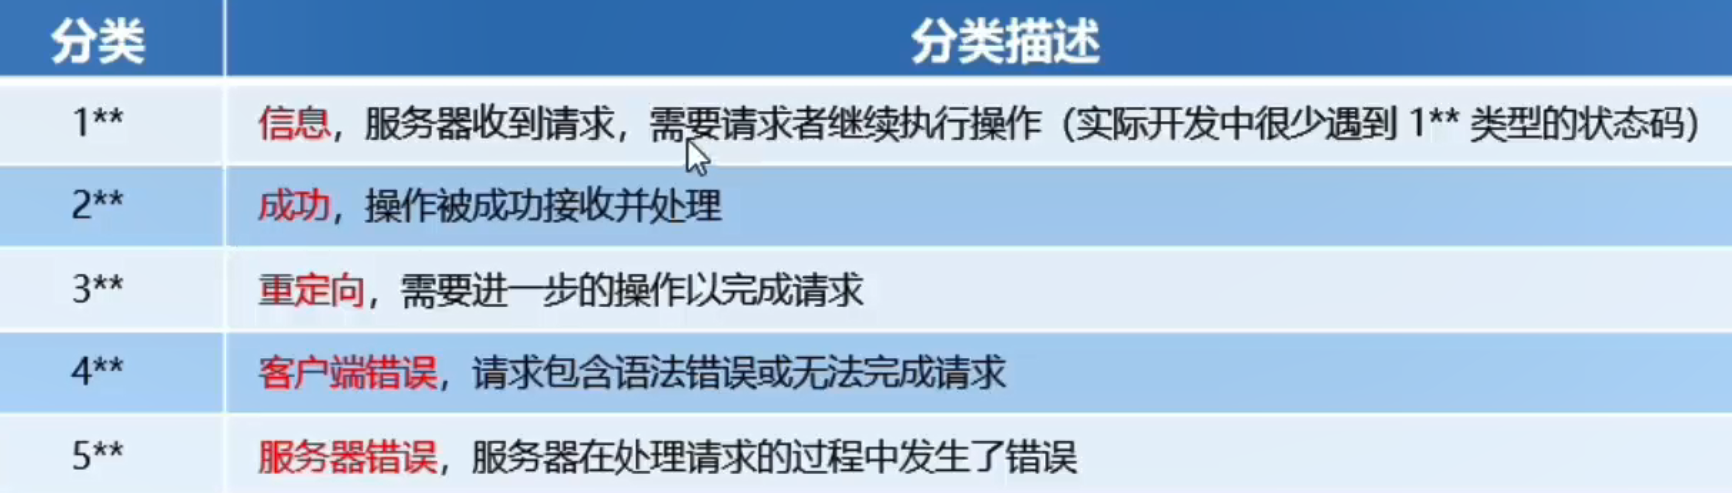 分类 分类描述
1** 信息，服务器收到请求，需要请求者继续执行操作（实际开发中很少遇到 1** 类型的状态码）
2** 成功，操作被成功接收并处理
3** 重定向，需要进一步的操作以完成请求
4** 客户端错误，请求包含语法错误或无法完成请求
5** 服务器错误，服务器在处理请求的过程中发生了错误